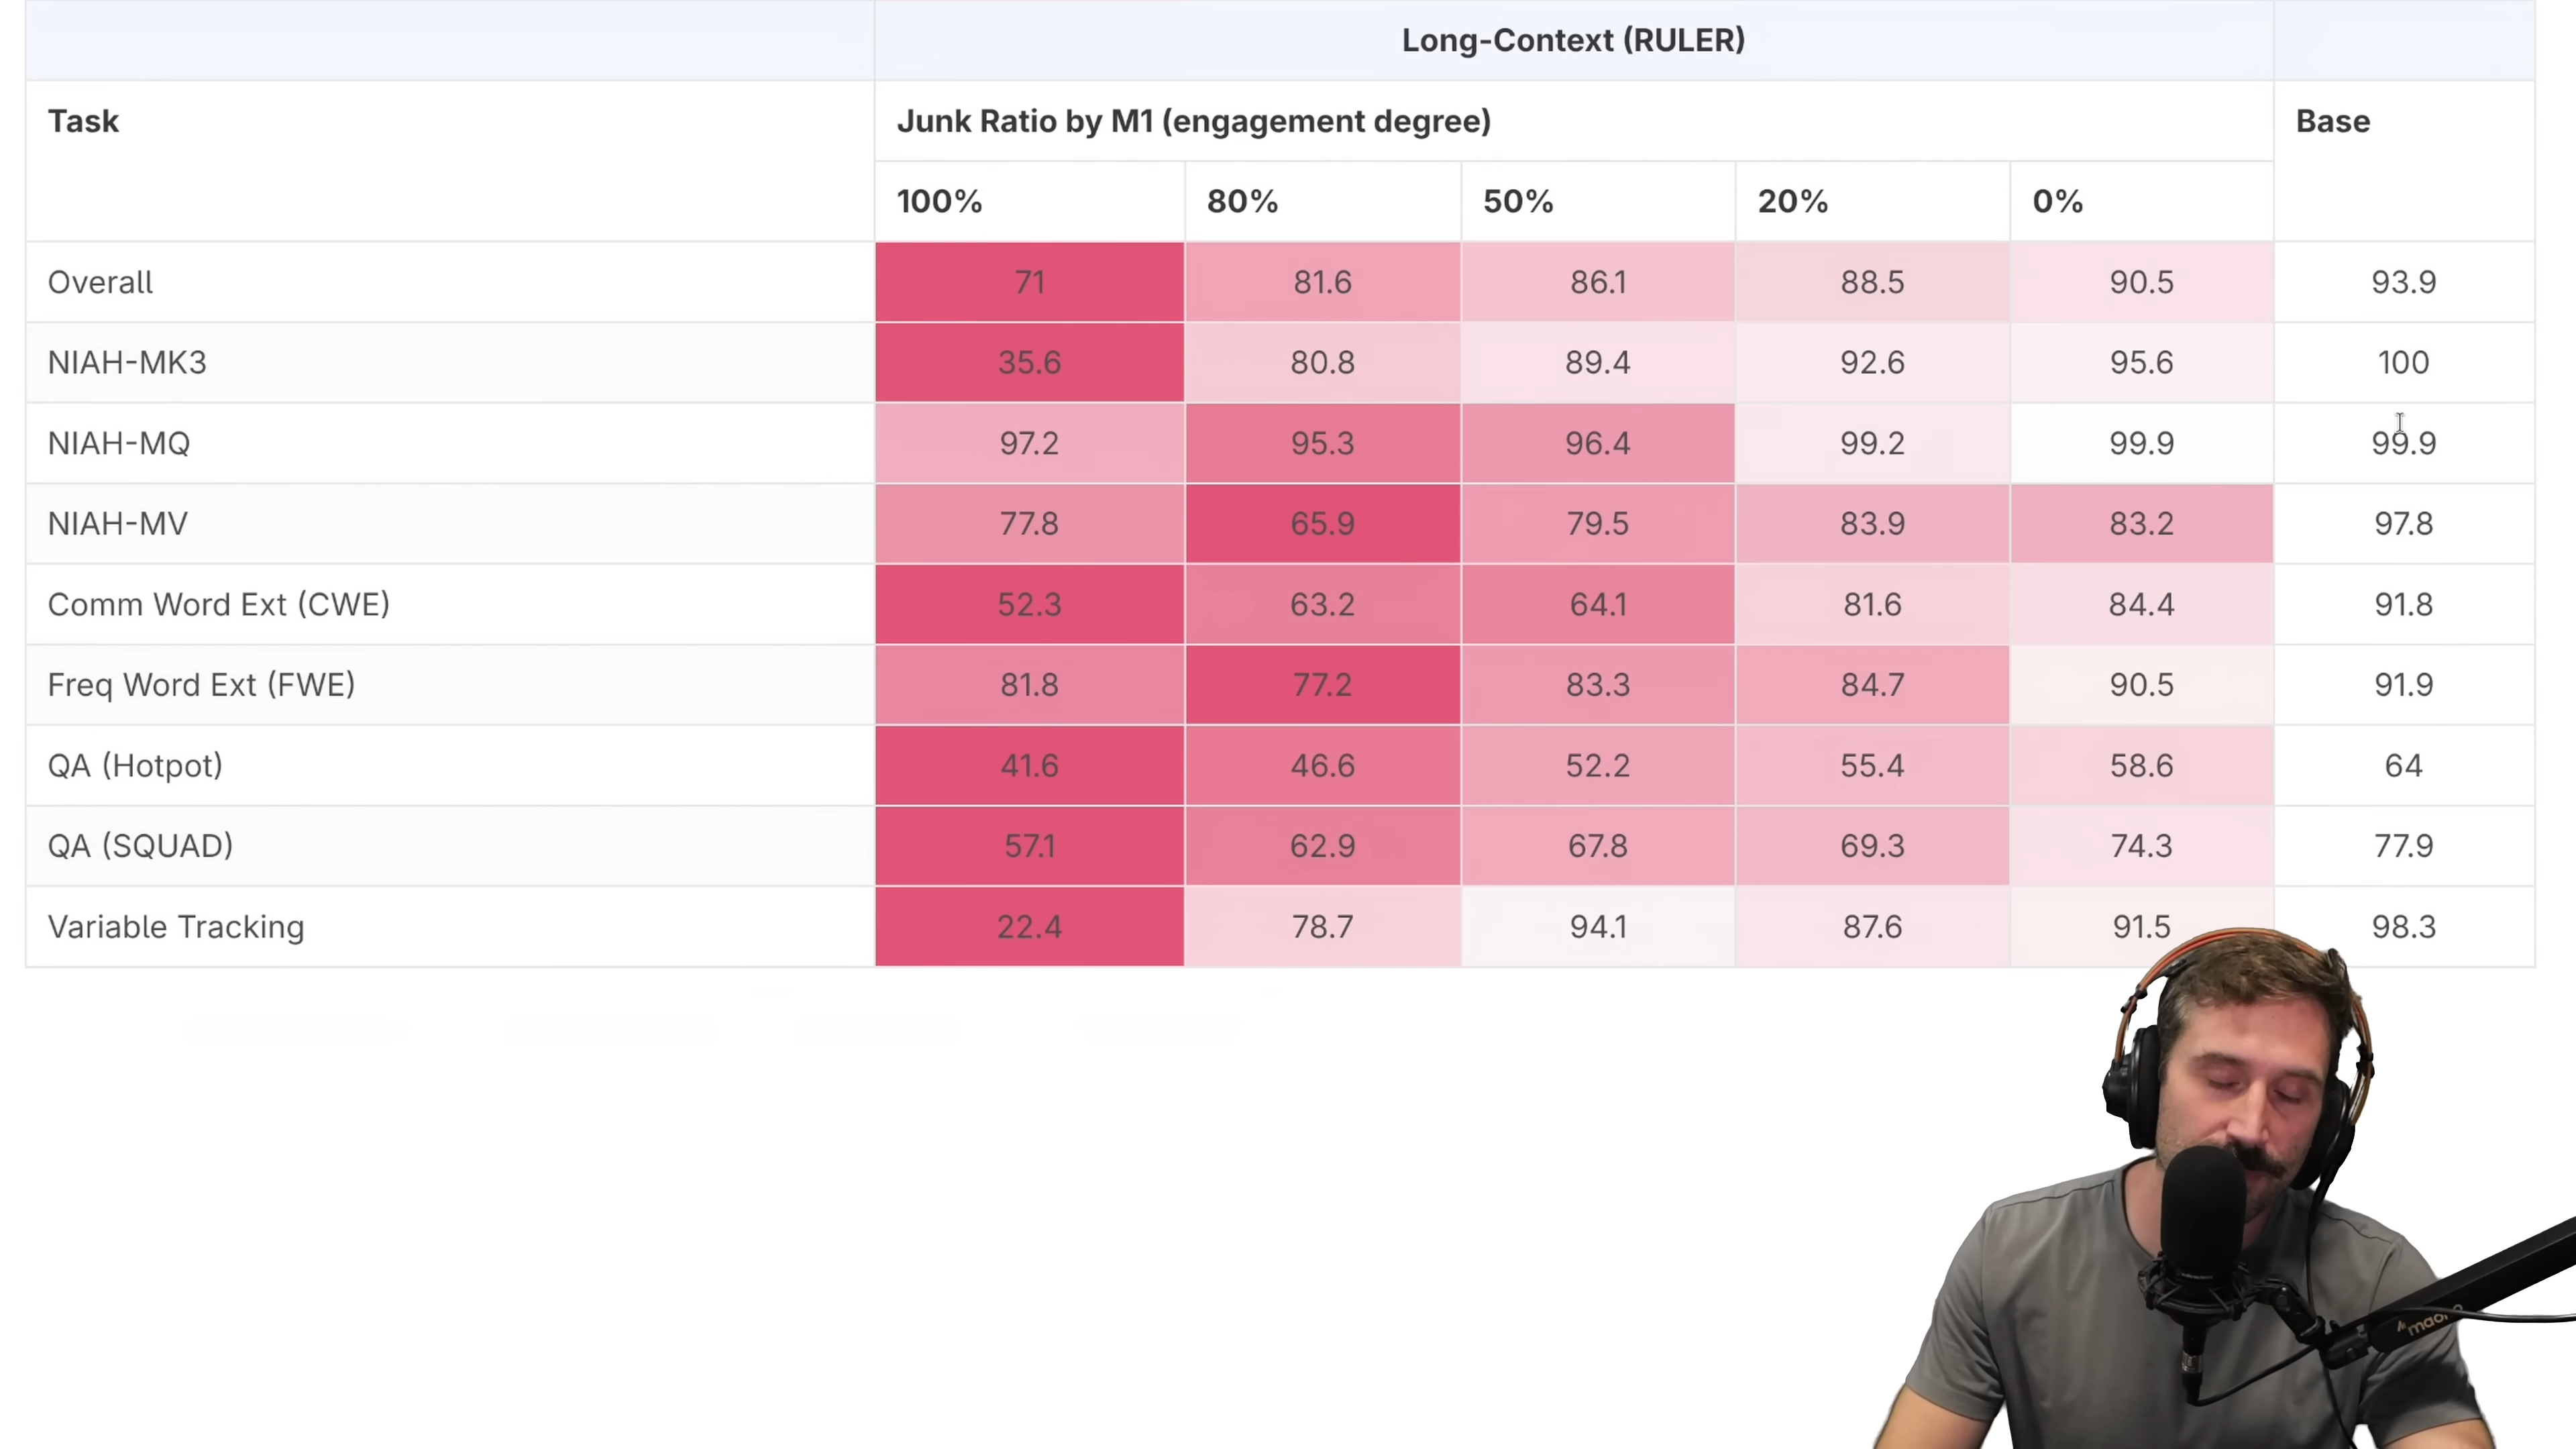 Long-Context (RULER)
Task Junk Ratio by M1 (engagement degree) Base
100% 80% 50% 20% 0%
Overall 71 81.6 86.1 88.5 90.5 93.9
NIAH-MK3 35.6 80.8 89.4 92.6 95.6 100
NIAH-MQ 97.2 95.3 96.4 99.2 99.9 99.9
NIAH-MV 77.8 65.9 79.5 83.9 83.2 97.8
Comm Word Ext (CWE) 52.3 63.2 64.1 81.6 84.4 91.8
Freq Word Ext (FWE) 81.8 77.2 83.3 84.7 90.5 91.9
QA (Hotpot) 41.6 46.6 52.2 55.4 58.6 64
QA (SQUAD) 57.1 62.9 67.8 69.3 74.3 77.9
Variable Tracking 22.4 78.7 94.1 87.6 91.5 98.3